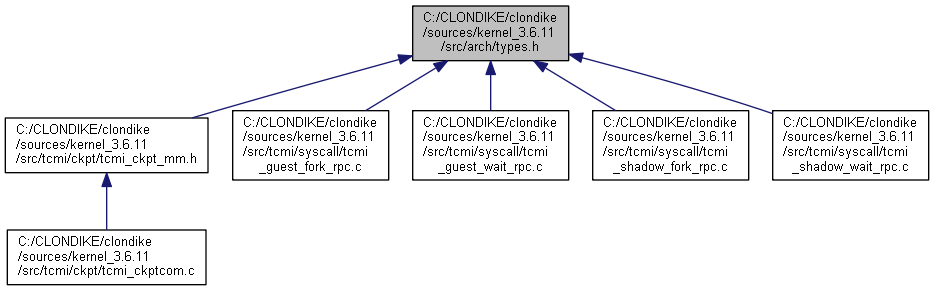 C:/CLONDIKE/clondike
/sources/kernel_3.6.11
/src/arch/types.h
C:/CLONDIKE/clondike
/sources/kernel_3.6.11
/src/tcmi/ckpt/tcmi_ckpt_mm.h
C:/CLONDIKE/clondike
/sources/kernel_3.6.11
/src/tcmi/syscall/tcmi
_guest_fork_rpc.c
C:/CLONDIKE/clondike
/sources/kernel_3.6.11
/src/tcmi/syscall/tcmi
_guest_wait_rpc.c
C:/CLONDIKE/clondike
/sources/kernel_3.6.11
/src/tcmi/syscall/tcmi
_shadow_fork_rpc.c
C:/CLONDIKE/clondike
/sources/kernel_3.6.11
/src/tcmi/syscall/tcmi
_shadow_wait_rpc.c
C:/CLONDIKE/clondike
/sources/kernel_3.6.11
/src/tcmi/ckpt/tcmi_ckptcom.c